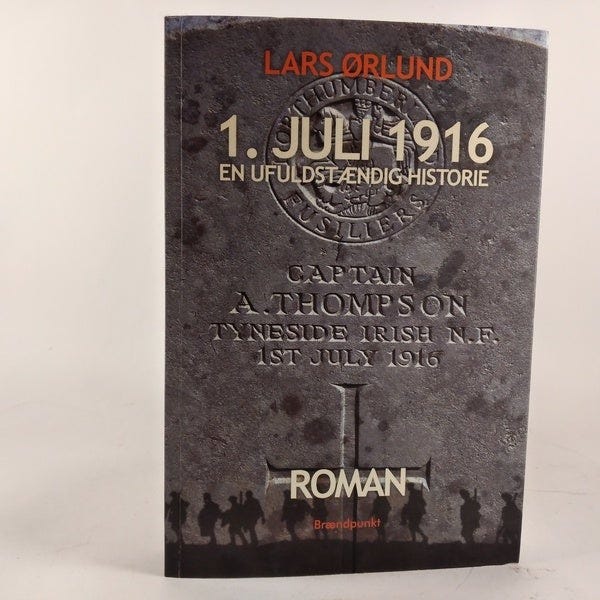 LARS ØRLUND
NORTHUMBERLAND
1. JULI 1916
EN UFULDSTÆNDIG HISTORIE
FUSILIERS
CAPTAIN
A. THOMPSON
TYNESIDE IRISH N.F.
1ST JULY 1916
ROMAN
Brændpunkt